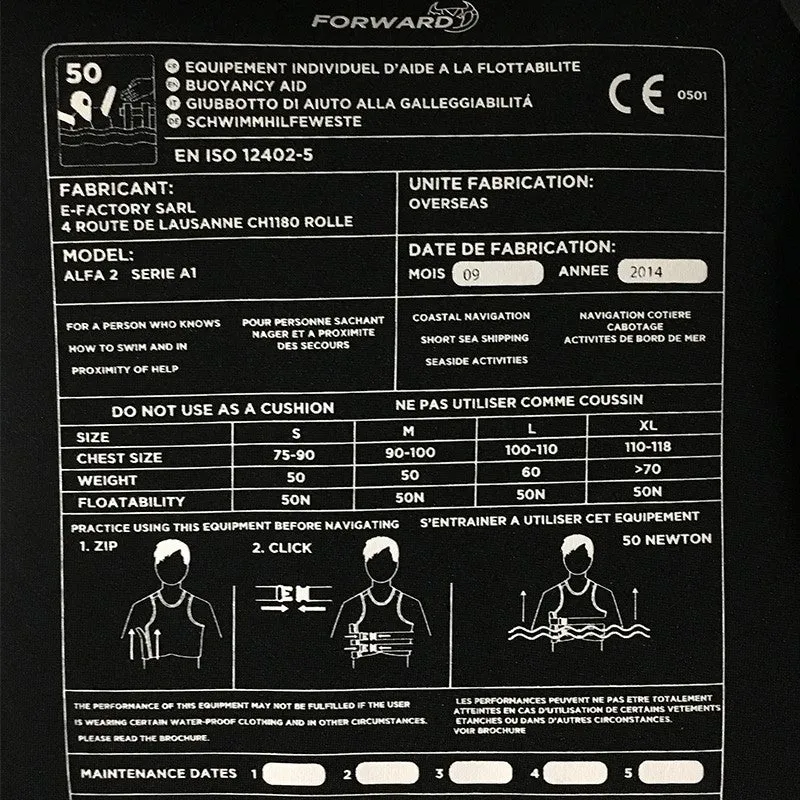 FORWARD
50
FR EQUIPEMENT INDIVIDUEL D'AIDE A LA FLOTTABILITE
EN BUOYANCY AID
IT GIUBBOTTO DI AIUTO ALLA GALLEGGIABILITÁ
DE SCHWIMMHILFEWESTE
CE 0501
EN ISO 12402-5
FABRICANT:
E-FACTORY SARL
4 ROUTE DE LAUSANNE CH1180 ROLLE
UNITE FABRICATION:
OVERSEAS
MODEL:
ALFA 2 SERIE A1
DATE DE FABRICATION:
MOIS 09 ANNEE 2014
FOR A PERSON WHO KNOWS
HOW TO SWIM AND IN
PROXIMITY OF HELP
POUR PERSONNE SACHANT
NAGER ET A PROXIMITE
DES SECOURS
COASTAL NAVIGATION
SHORT SEA SHIPPING
SEASIDE ACTIVITIES
NAVIGATION COTIERE
CABOTAGE
ACTIVITES DE BORD DE MER
DO NOT USE AS A CUSHION NE PAS UTILISER COMME COUSSIN
SIZE S M L XL
CHEST SIZE 75-90 90-100 100-110 110-118
WEIGHT 50 50 60 >70
FLOATABILITY 50N 50N 50N 50N
PRACTICE USING THIS EQUIPMENT BEFORE NAVIGATING S'ENTRAINER A UTILISER CET EQUIPEMENT
1. ZIP 2. CLICK 50 NEWTON
THE PERFORMANCE OF THIS EQUIPMENT MAY NOT BE FULFILLED IF THE USER
IS WEARING CERTAIN WATER-PROOF CLOTHING AND IN OTHER CIRCUMSTANCES.
PLEASE READ THE BROCHURE.
LES PERFORMANCES PEUVENT NE PAS ETRE TOTALEMENT
ATTEINTES EN CAS D'UTILISATION DE CERTAINS VETEMENTS
ETANCHES OU DANS D'AUTRES CIRCONSTANCES.
VOIR BROCHURE
MAINTENANCE DATES 1 2 3 4 5